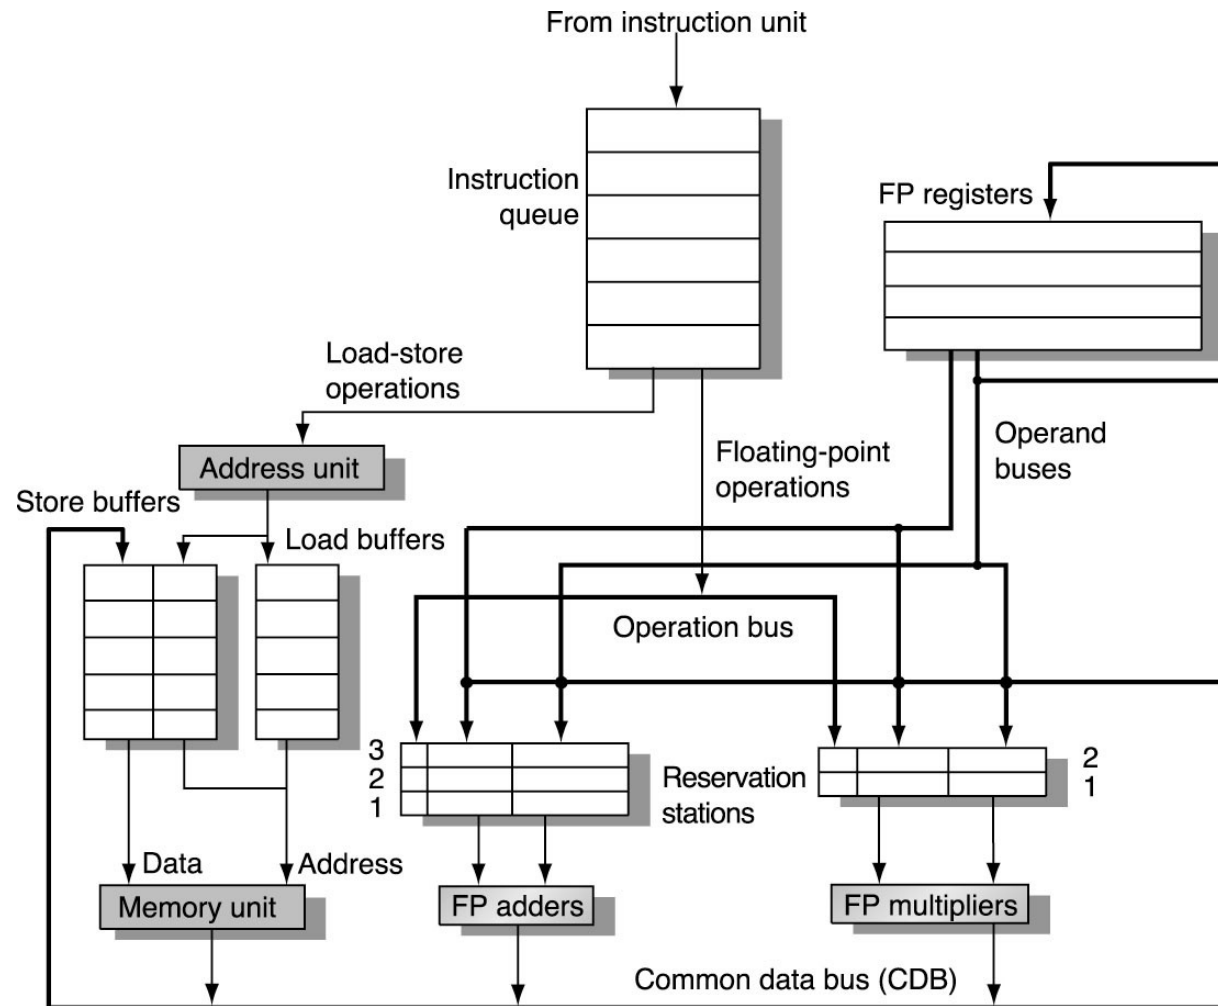 From instruction unit
Instruction
queue
FP registers
Load-store
operations
Address unit
Floating-point
operations
Operand
buses
Store buffers
Load buffers
Operation bus
3
2
1
Reservation
stations
2
1
Data
Address
Memory unit
FP adders
FP multipliers
Common data bus (CDB)